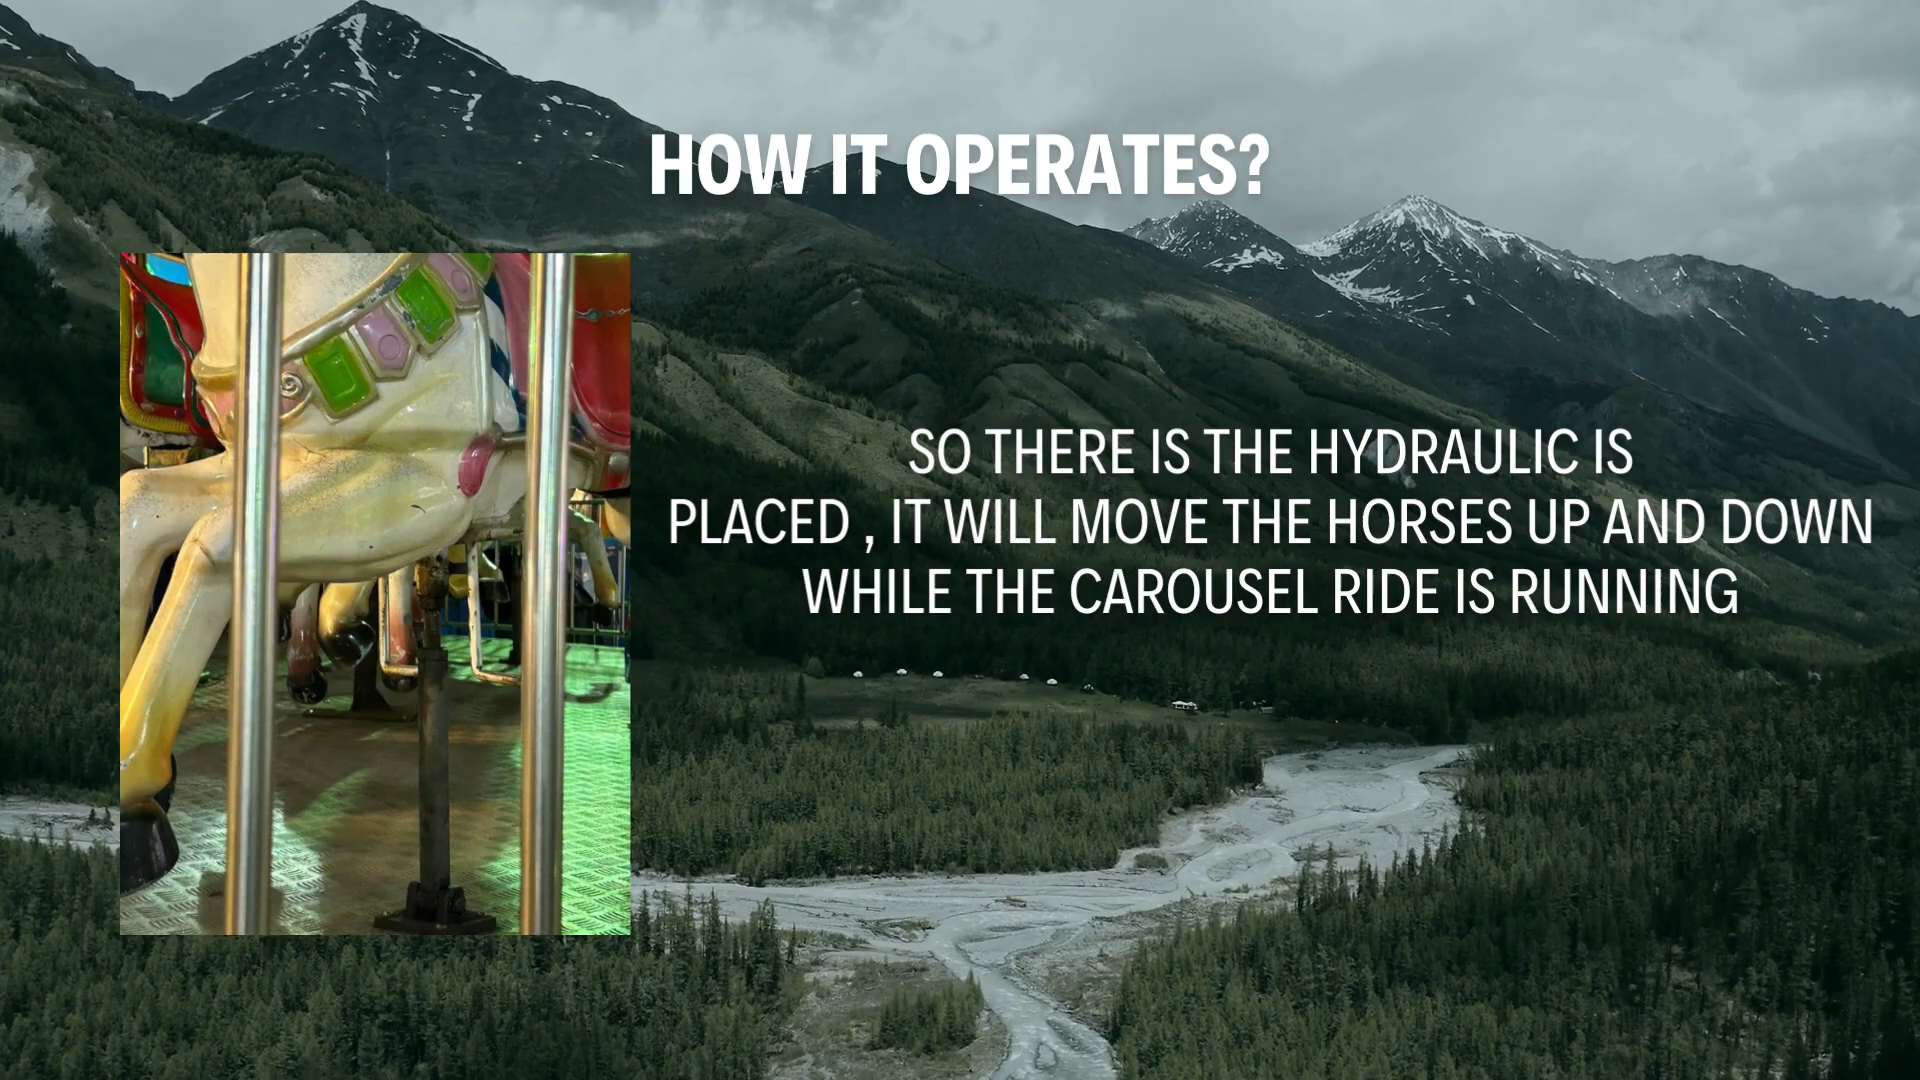 HOW IT OPERATES?
SO THERE IS THE HYDRAULIC IS
PLACED , IT WILL MOVE THE HORSES UP AND DOWN
WHILE THE CAROUSEL RIDE IS RUNNING